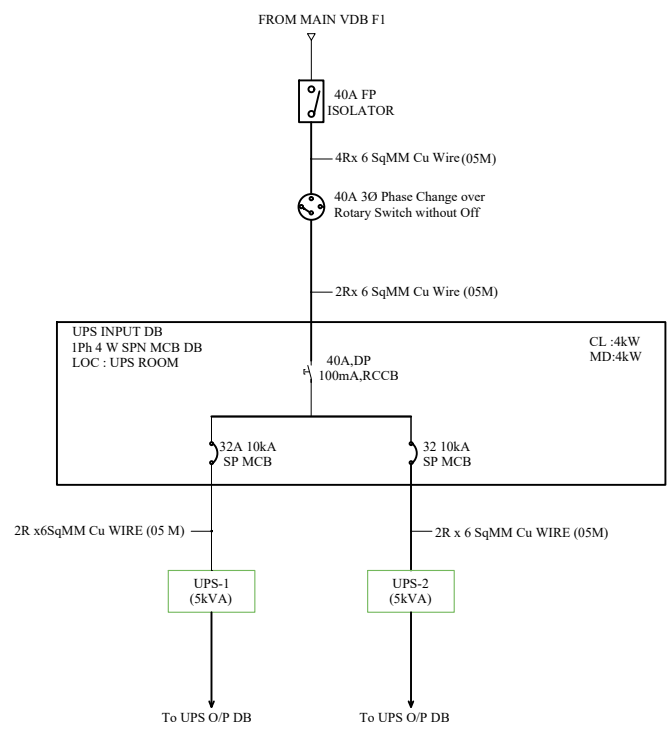 FROM MAIN VDB F1
40A FP
ISOLATOR
4Rx 6 SqMM Cu Wire(05M)
40A 3Ø Phase Change over
Rotary Switch without Off
2Rx 6 SqMM Cu Wire (05M)
UPS INPUT DB
1Ph 4 W SPN MCB DB
LOC : UPS ROOM
CL :4kW
MD:4kW
40A,DP
100mA,RCCB
32A 10kA
SP MCB
32 10kA
SP MCB
2R x6SqMM Cu WIRE (05 M)
2R x 6 SqMM Cu WIRE (05M)
UPS-1
(5kVA)
UPS-2
(5kVA)
To UPS O/P DB
To UPS O/P DB